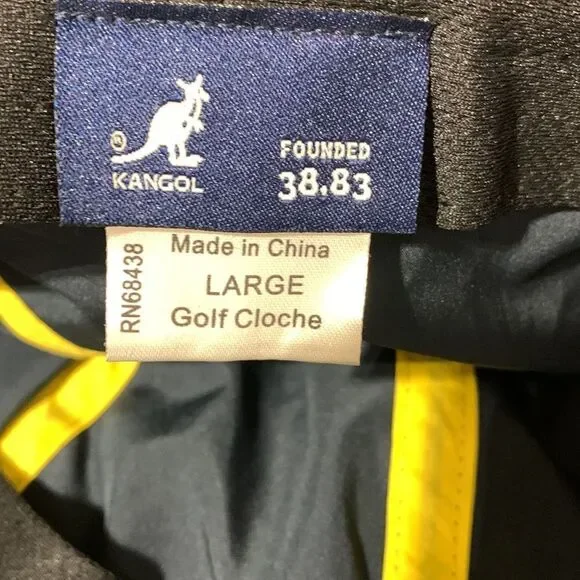 KANGOL
FOUNDED
38.83
Made in China
LARGE
Golf Cloche
RN68438